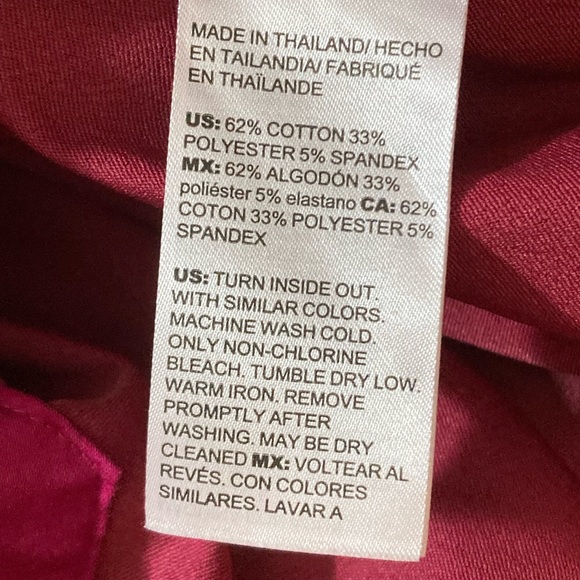 MADE IN THAILAND/ HECHO
EN TAILANDIA/ FABRIQUÉ
EN THAÏLANDE
US: 62% COTTON 33%
POLYESTER 5% SPANDEX
MX: 62% ALGODÓN 33%
poliéster 5% elastano CA: 62%
COTON 33% POLYESTER 5%
SPANDEX
US: TURN INSIDE OUT.
WITH SIMILAR COLORS.
MACHINE WASH COLD.
ONLY NON-CHLORINE
BLEACH. TUMBLE DRY LOW.
WARM IRON. REMOVE
PROMPTLY AFTER
WASHING. MAY BE DRY
CLEANED MX: VOLTEAR AL
REVÉS. CON COLORES
SIMILARES. LAVAR A